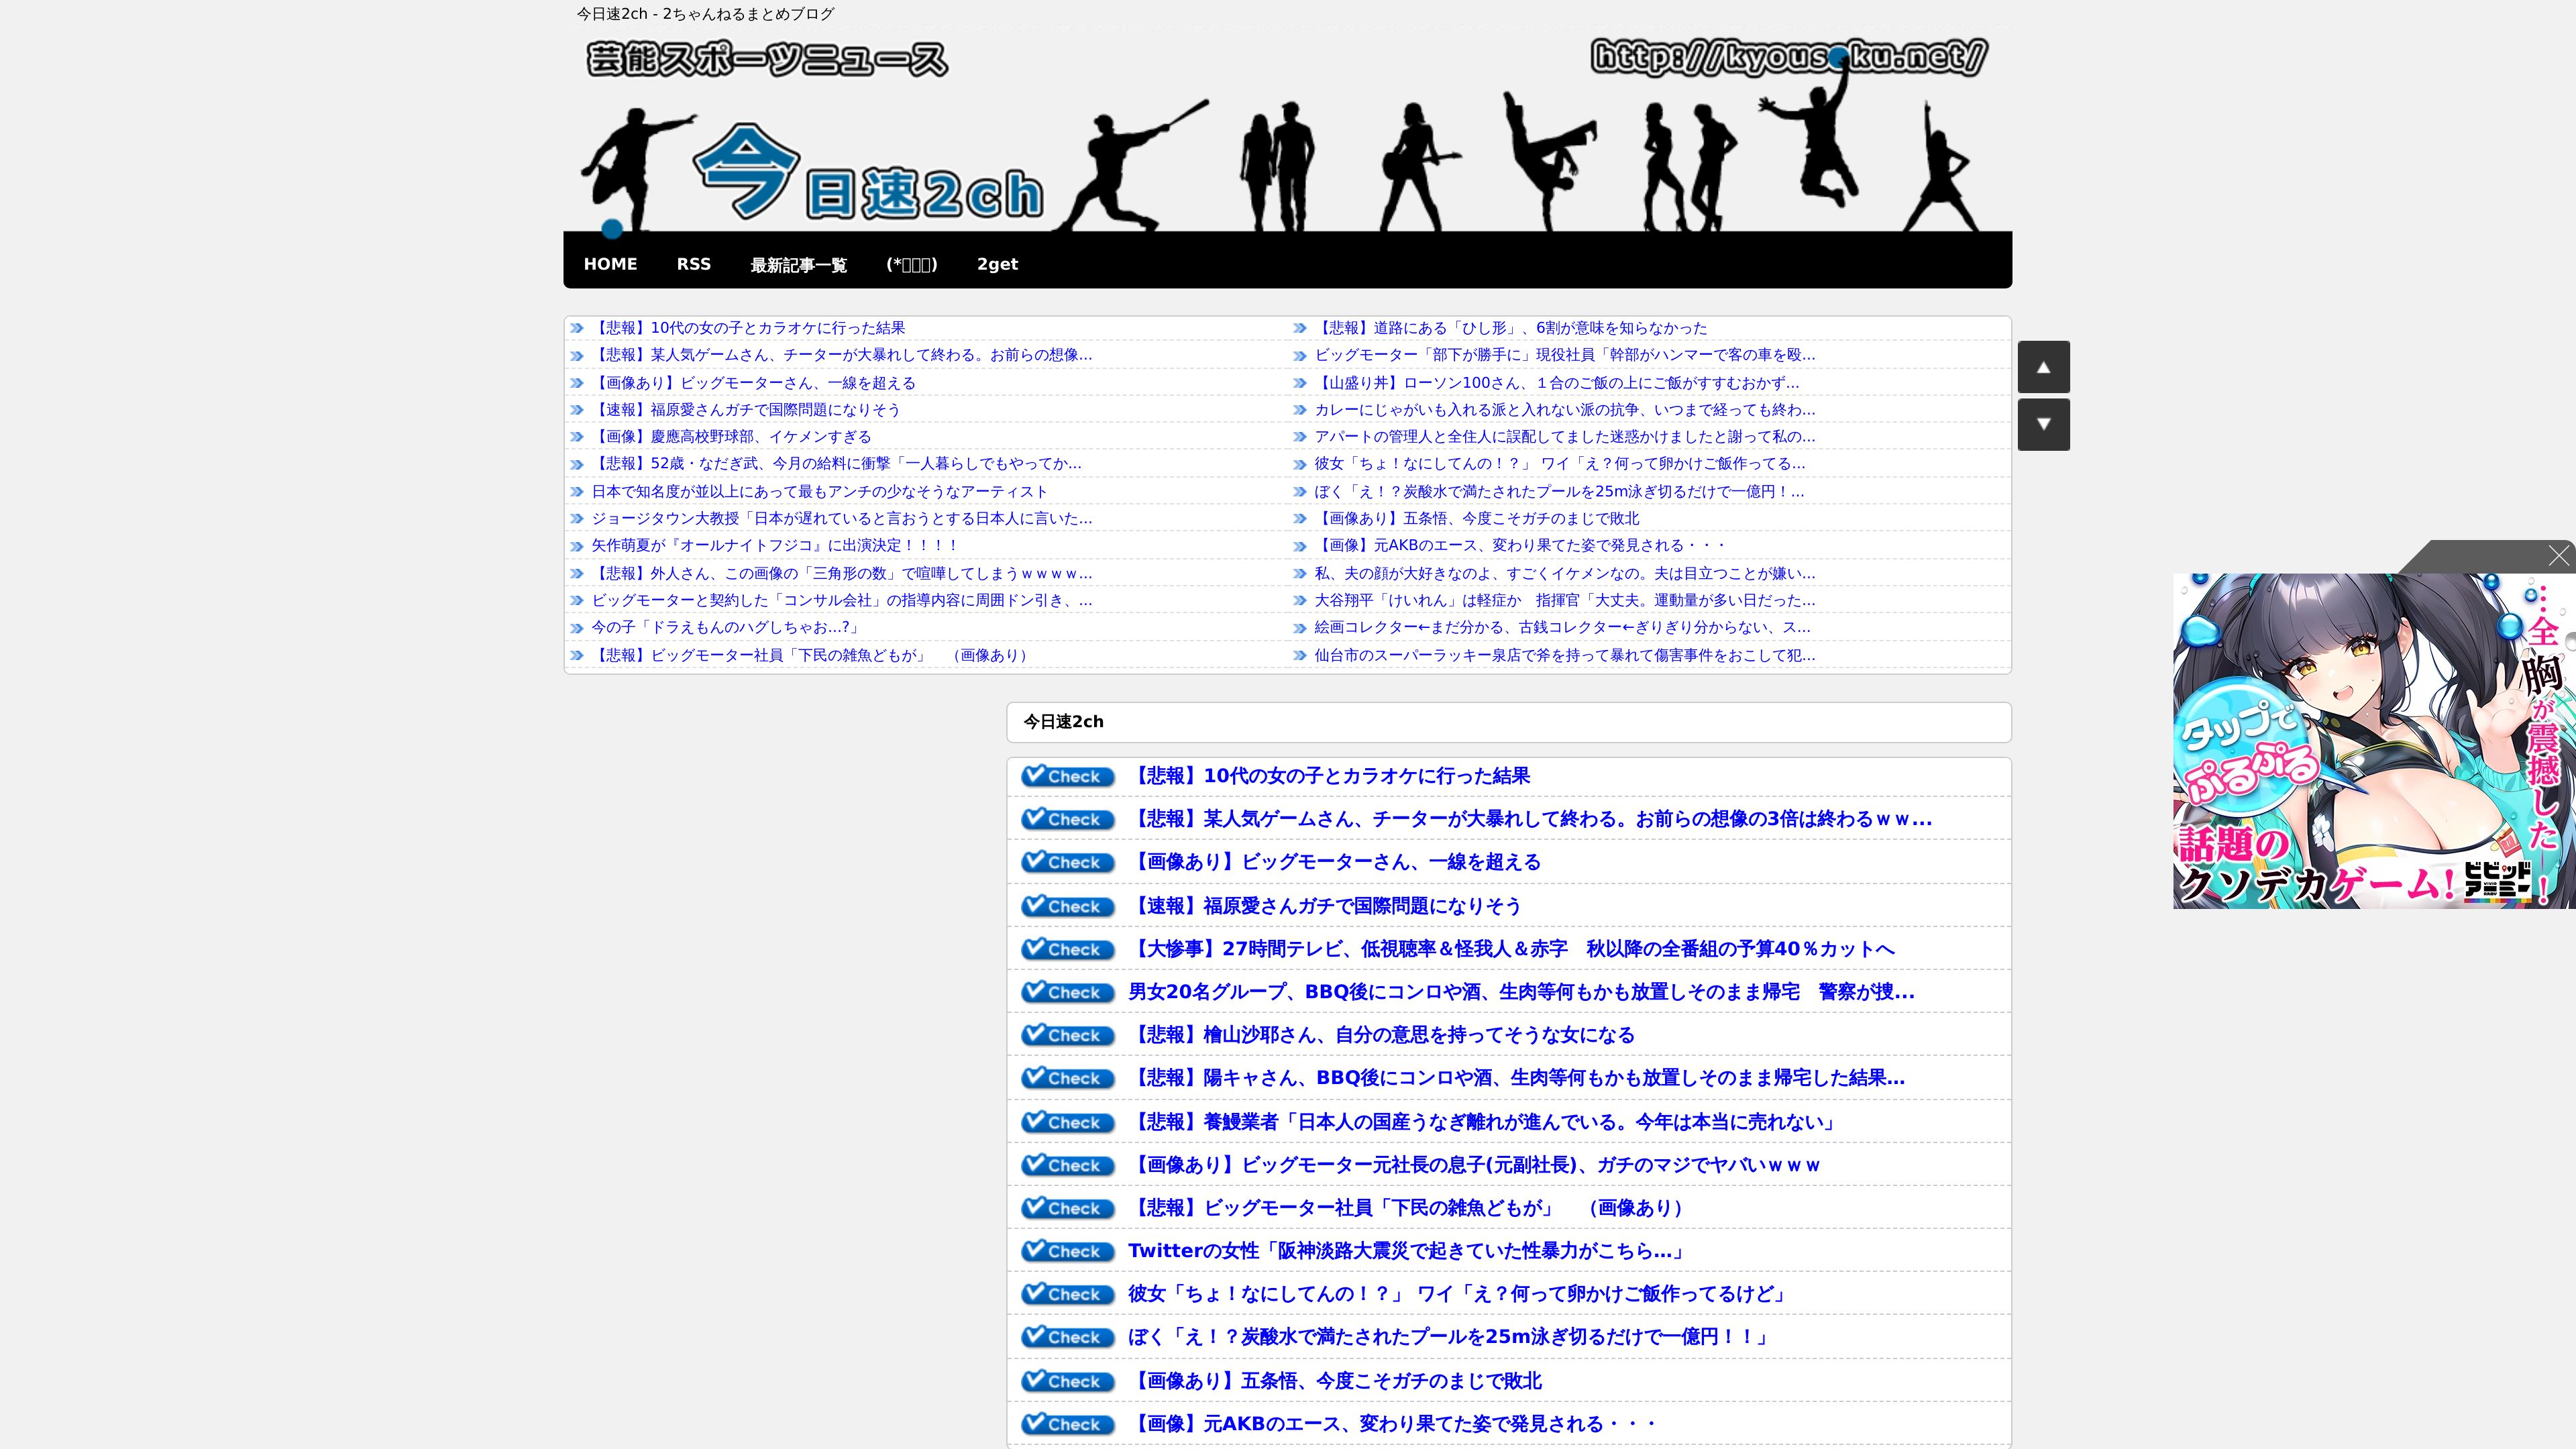 今日速2ch - 2ちゃんねるまとめブログ
芸能スポーツニュース
http://kyousoku.net/
今日速2ch
HOME RSS 最新記事一覧 (*) 2get
【悲報】10代の女の子とカラオケに行った結果
【悲報】道路にある「ひし形」、6割が意味を知らなかった
【悲報】某人気ゲームさん、チーターが大暴れして終わる。お前らの想像...
ビッグモーター「部下が勝手に」現役社員「幹部がハンマーで客の車を殴...
【画像あり】ビッグモーターさん、一線を超える
【山盛り丼】ローソン100さん、１合のご飯の上にご飯がすすむおかず...
【速報】福原愛さんガチで国際問題になりそう
カレーにじゃがいも入れる派と入れない派の抗争、いつまで経っても終わ...
【画像】慶應高校野球部、イケメンすぎる
アパートの管理人と全住人に誤配してました迷惑かけましたと謝って私の...
【悲報】52歳・なだぎ武、今月の給料に衝撃「一人暮らしでもやってか...
彼女「ちょ！なにしてんの！？」 ワイ「え？何って卵かけご飯作ってる...
日本で知名度が並以上にあって最もアンチの少なそうなアーティスト
ぼく「え！？炭酸水で満たされたプールを25m泳ぎ切るだけで一億円！...
ジョージタウン大教授「日本が遅れていると言おうとする日本人に言いた...
【画像あり】五条悟、今度こそガチのまじで敗北
矢作萌夏が『オールナイトフジコ』に出演決定！！！！
【画像】元AKBのエース、変わり果てた姿で発見される・・・
【悲報】外人さん、この画像の「三角形の数」で喧嘩してしまうｗｗｗｗ...
私、夫の顔が大好きなのよ、すごくイケメンなの。夫は目立つことが嫌い...
ビッグモーターと契約した「コンサル会社」の指導内容に周囲ドン引き、...
大谷翔平「けいれん」は軽症か　指揮官「大丈夫。運動量が多い日だった...
今の子「ドラえもんのハグしちゃお...?」
絵画コレクター←まだ分かる、古銭コレクター←ぎりぎり分からない、ス...
【悲報】ビッグモーター社員「下民の雑魚どもが」　（画像あり）
仙台市のスーパーラッキー泉店で斧を持って暴れて傷害事件をおこして犯...
今日速2ch
Check 【悲報】10代の女の子とカラオケに行った結果
Check 【悲報】某人気ゲームさん、チーターが大暴れして終わる。お前らの想像の3倍は終わるｗｗ...
Check 【画像あり】ビッグモーターさん、一線を超える
Check 【速報】福原愛さんガチで国際問題になりそう
Check 【大惨事】27時間テレビ、低視聴率＆怪我人＆赤字　秋以降の全番組の予算40％カットへ
Check 男女20名グループ、BBQ後にコンロや酒、生肉等何もかも放置しそのまま帰宅　警察が捜...
Check 【悲報】檜山沙耶さん、自分の意思を持ってそうな女になる
Check 【悲報】陽キャさん、BBQ後にコンロや酒、生肉等何もかも放置しそのまま帰宅した結果...
Check 【悲報】養鰻業者「日本人の国産うなぎ離れが進んでいる。今年は本当に売れない」
Check 【画像あり】ビッグモーター元社長の息子(元副社長)、ガチのマジでヤバいｗｗｗ
Check 【悲報】ビッグモーター社員「下民の雑魚どもが」　（画像あり）
Check Twitterの女性「阪神淡路大震災で起きていた性暴力がこちら...」
Check 彼女「ちょ！なにしてんの！？」 ワイ「え？何って卵かけご飯作ってるけど」
Check ぼく「え！？炭酸水で満たされたプールを25m泳ぎ切るだけで一億円！！」
Check 【画像あり】五条悟、今度こそガチのまじで敗北
Check 【画像】元AKBのエース、変わり果てた姿で発見される・・・
……全胸が震撼した——！
タップで
ぷるぷる
話題の
クソデカゲーム!
ビビッドアーミー